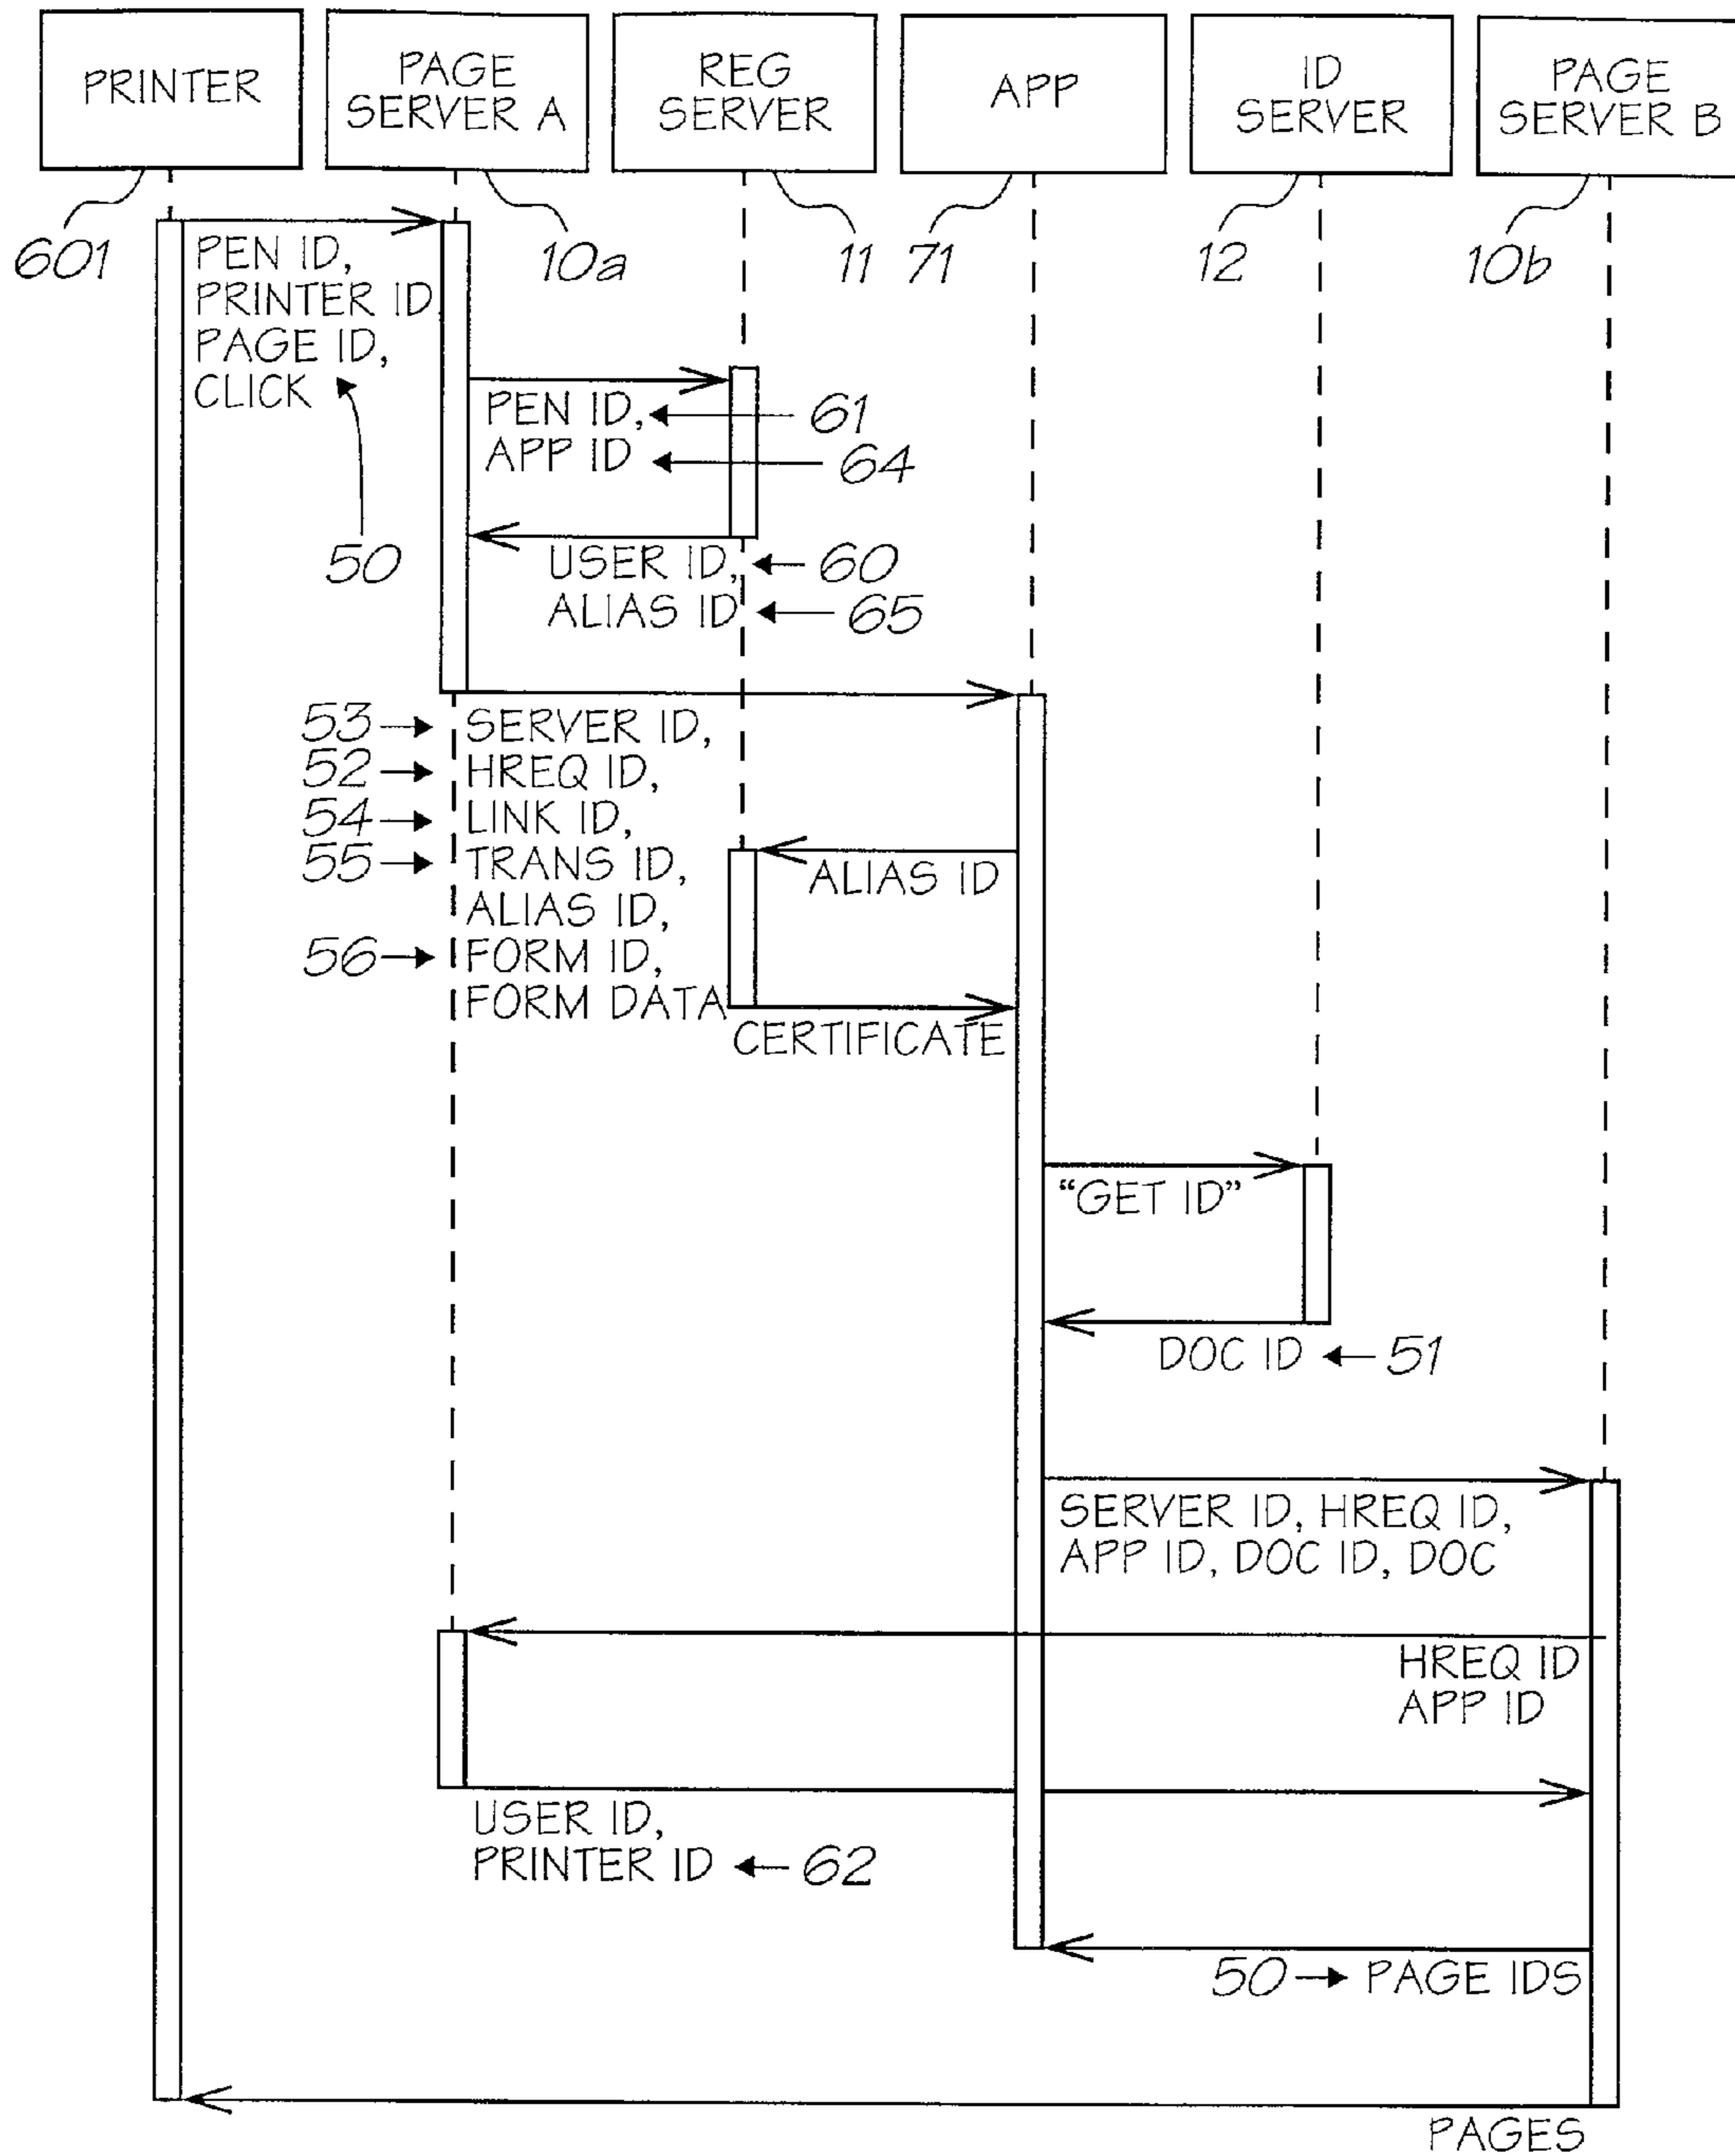 PRINTER
PAGE
SERVER A
REG
SERVER
APP
ID
SERVER
PAGE
SERVER B
601
10a
11
71
12
10b
PEN ID,
PRINTER ID
PAGE ID,
CLICK
50
PEN ID,
61
APP ID
64
USER ID,
60
ALIAS ID
65
53
SERVER ID,
52
HREQ ID,
54
LINK ID,
55
TRANS ID,
ALIAS ID,
56
FORM ID,
FORM DATA
ALIAS ID
CERTIFICATE
“GET ID”
DOC ID
51
SERVER ID, HREQ ID,
APP ID, DOC ID, DOC
HREQ ID
APP ID
USER ID,
PRINTER ID
62
50
PAGE IDS
PAGES